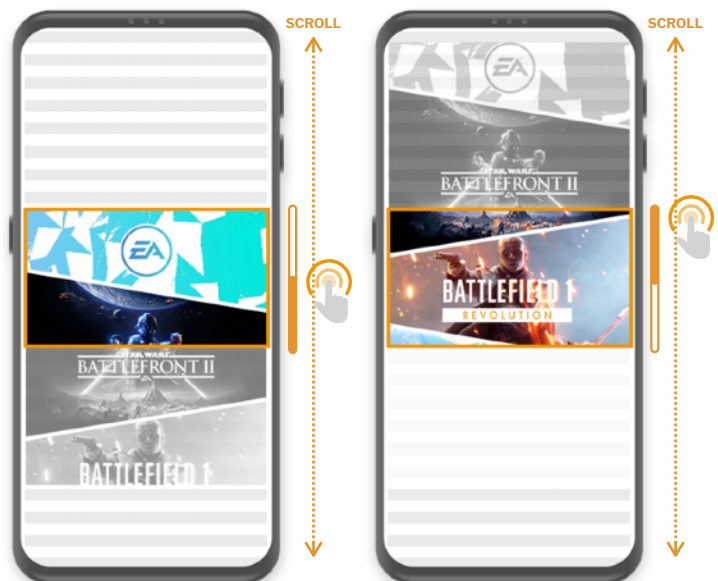 SCROLL
EA
STAR WARS
BATTLEFRONT II
BATTLEFIELD 1
SCROLL
EA
STAR WARS
BATTLEFRONT II
BATTLEFIELD 1
REVOLUTION